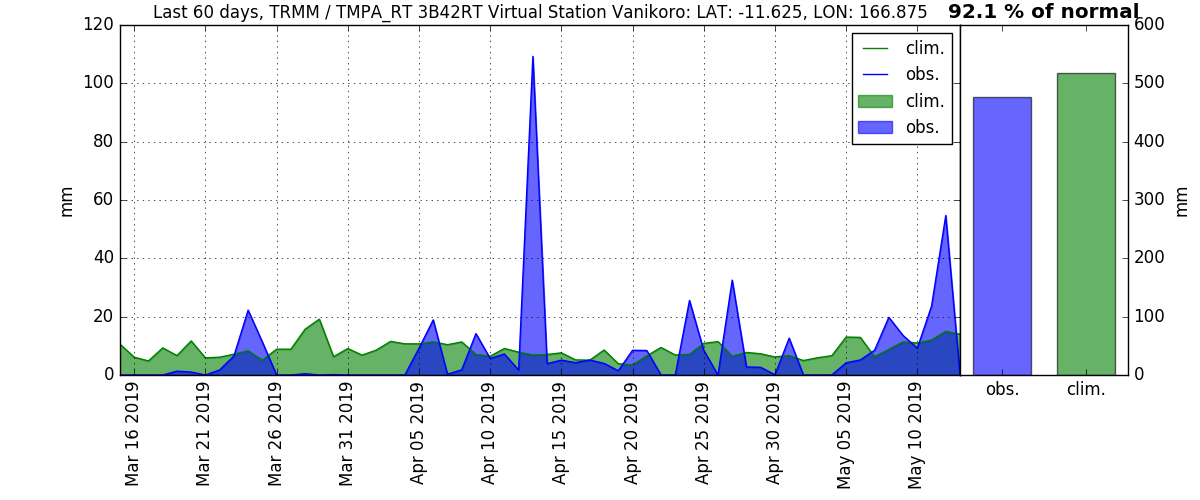 Last 60 days, TRMM / TMPA_RT 3B42RT Virtual Station Vanikoro: LAT: -11.625, LON: 166.875
92.1 % of normal
120
100
80
60
40
20
0
mm
clim.
obs.
clim.
obs.
600
500
400
300
200
100
0
mm
Mar 16 2019
Mar 21 2019
Mar 26 2019
Mar 31 2019
Apr 05 2019
Apr 10 2019
Apr 15 2019
Apr 20 2019
Apr 25 2019
Apr 30 2019
May 05 2019
May 10 2019
obs.
clim.